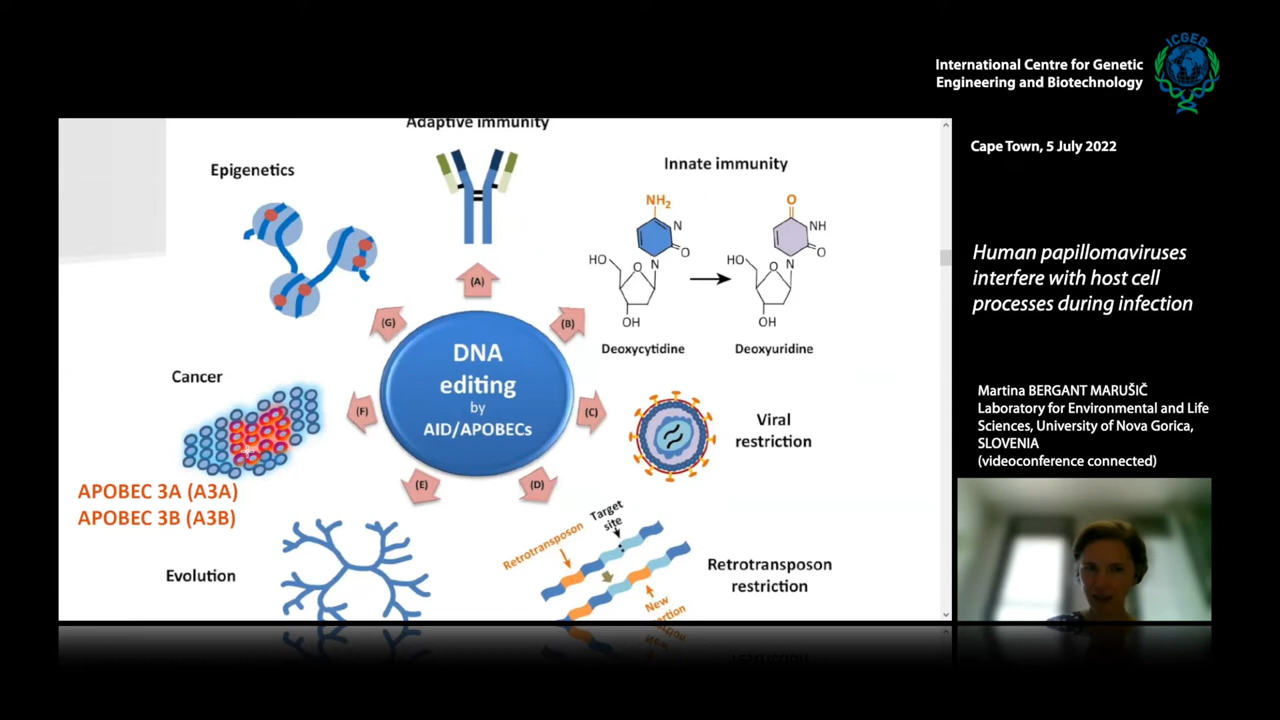 ICGEB
International Centre for Genetic
Engineering and Biotechnology
Cape Town, 5 July 2022
Human papillomaviruses
interfere with host cell
processes during infection
Martina BERGANT MARUŠIČ
Laboratory for Environmental and Life
Sciences, University of Nova Gorica,
SLOVENIA
(videoconference connected)
Adaptive immunity
(A)
Innate immunity
NH2
N
O
N
HO
O
OH
Deoxycytidine
O
NH
O
N
HO
O
OH
Deoxyuridine
(B)
Viral
restriction
(C)
Retrotransposon
restriction
(D)
Retrotransposon
Target
site
New
Evolution
(E)
Cancer
(F)
APOBEC 3A (A3A)
APOBEC 3B (A3B)
Epigenetics
(G)
DNA
editing
by
AID/APOBECs